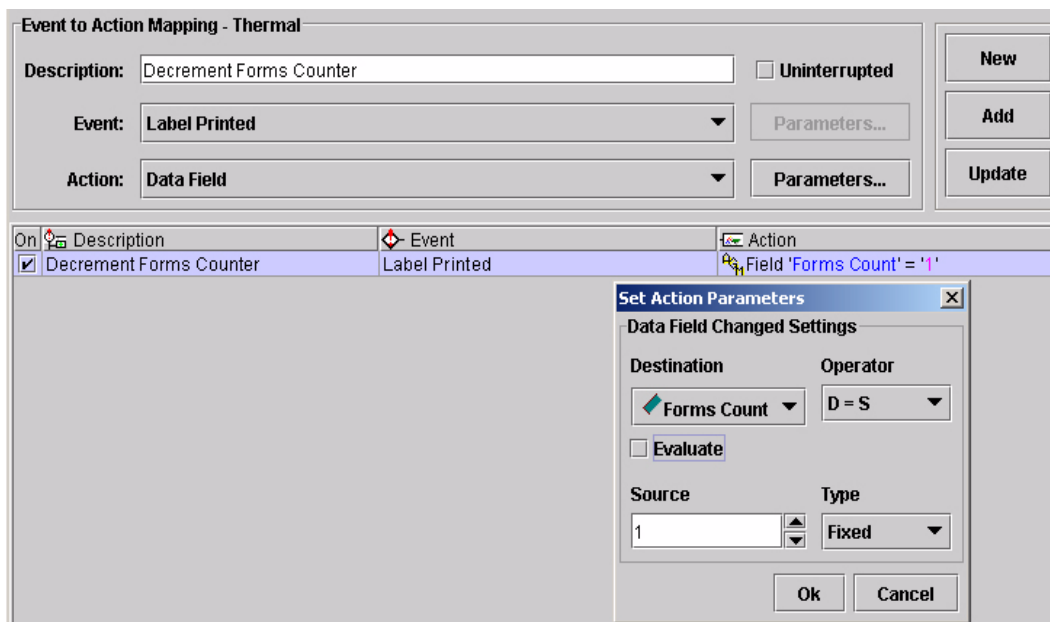 Event to Action Mapping - Thermal
Description: Decrement Forms Counter Uninterrupted
Event: Label Printed Parameters...
Action: Data Field Parameters...
New
Add
Update
On Description Event Action
Decrement Forms Counter Label Printed Field 'Forms Count' = '1'
Set Action Parameters
Data Field Changed Settings
Destination Operator
Forms Count D = S
Evaluate
Source Type
1 Fixed
Ok Cancel